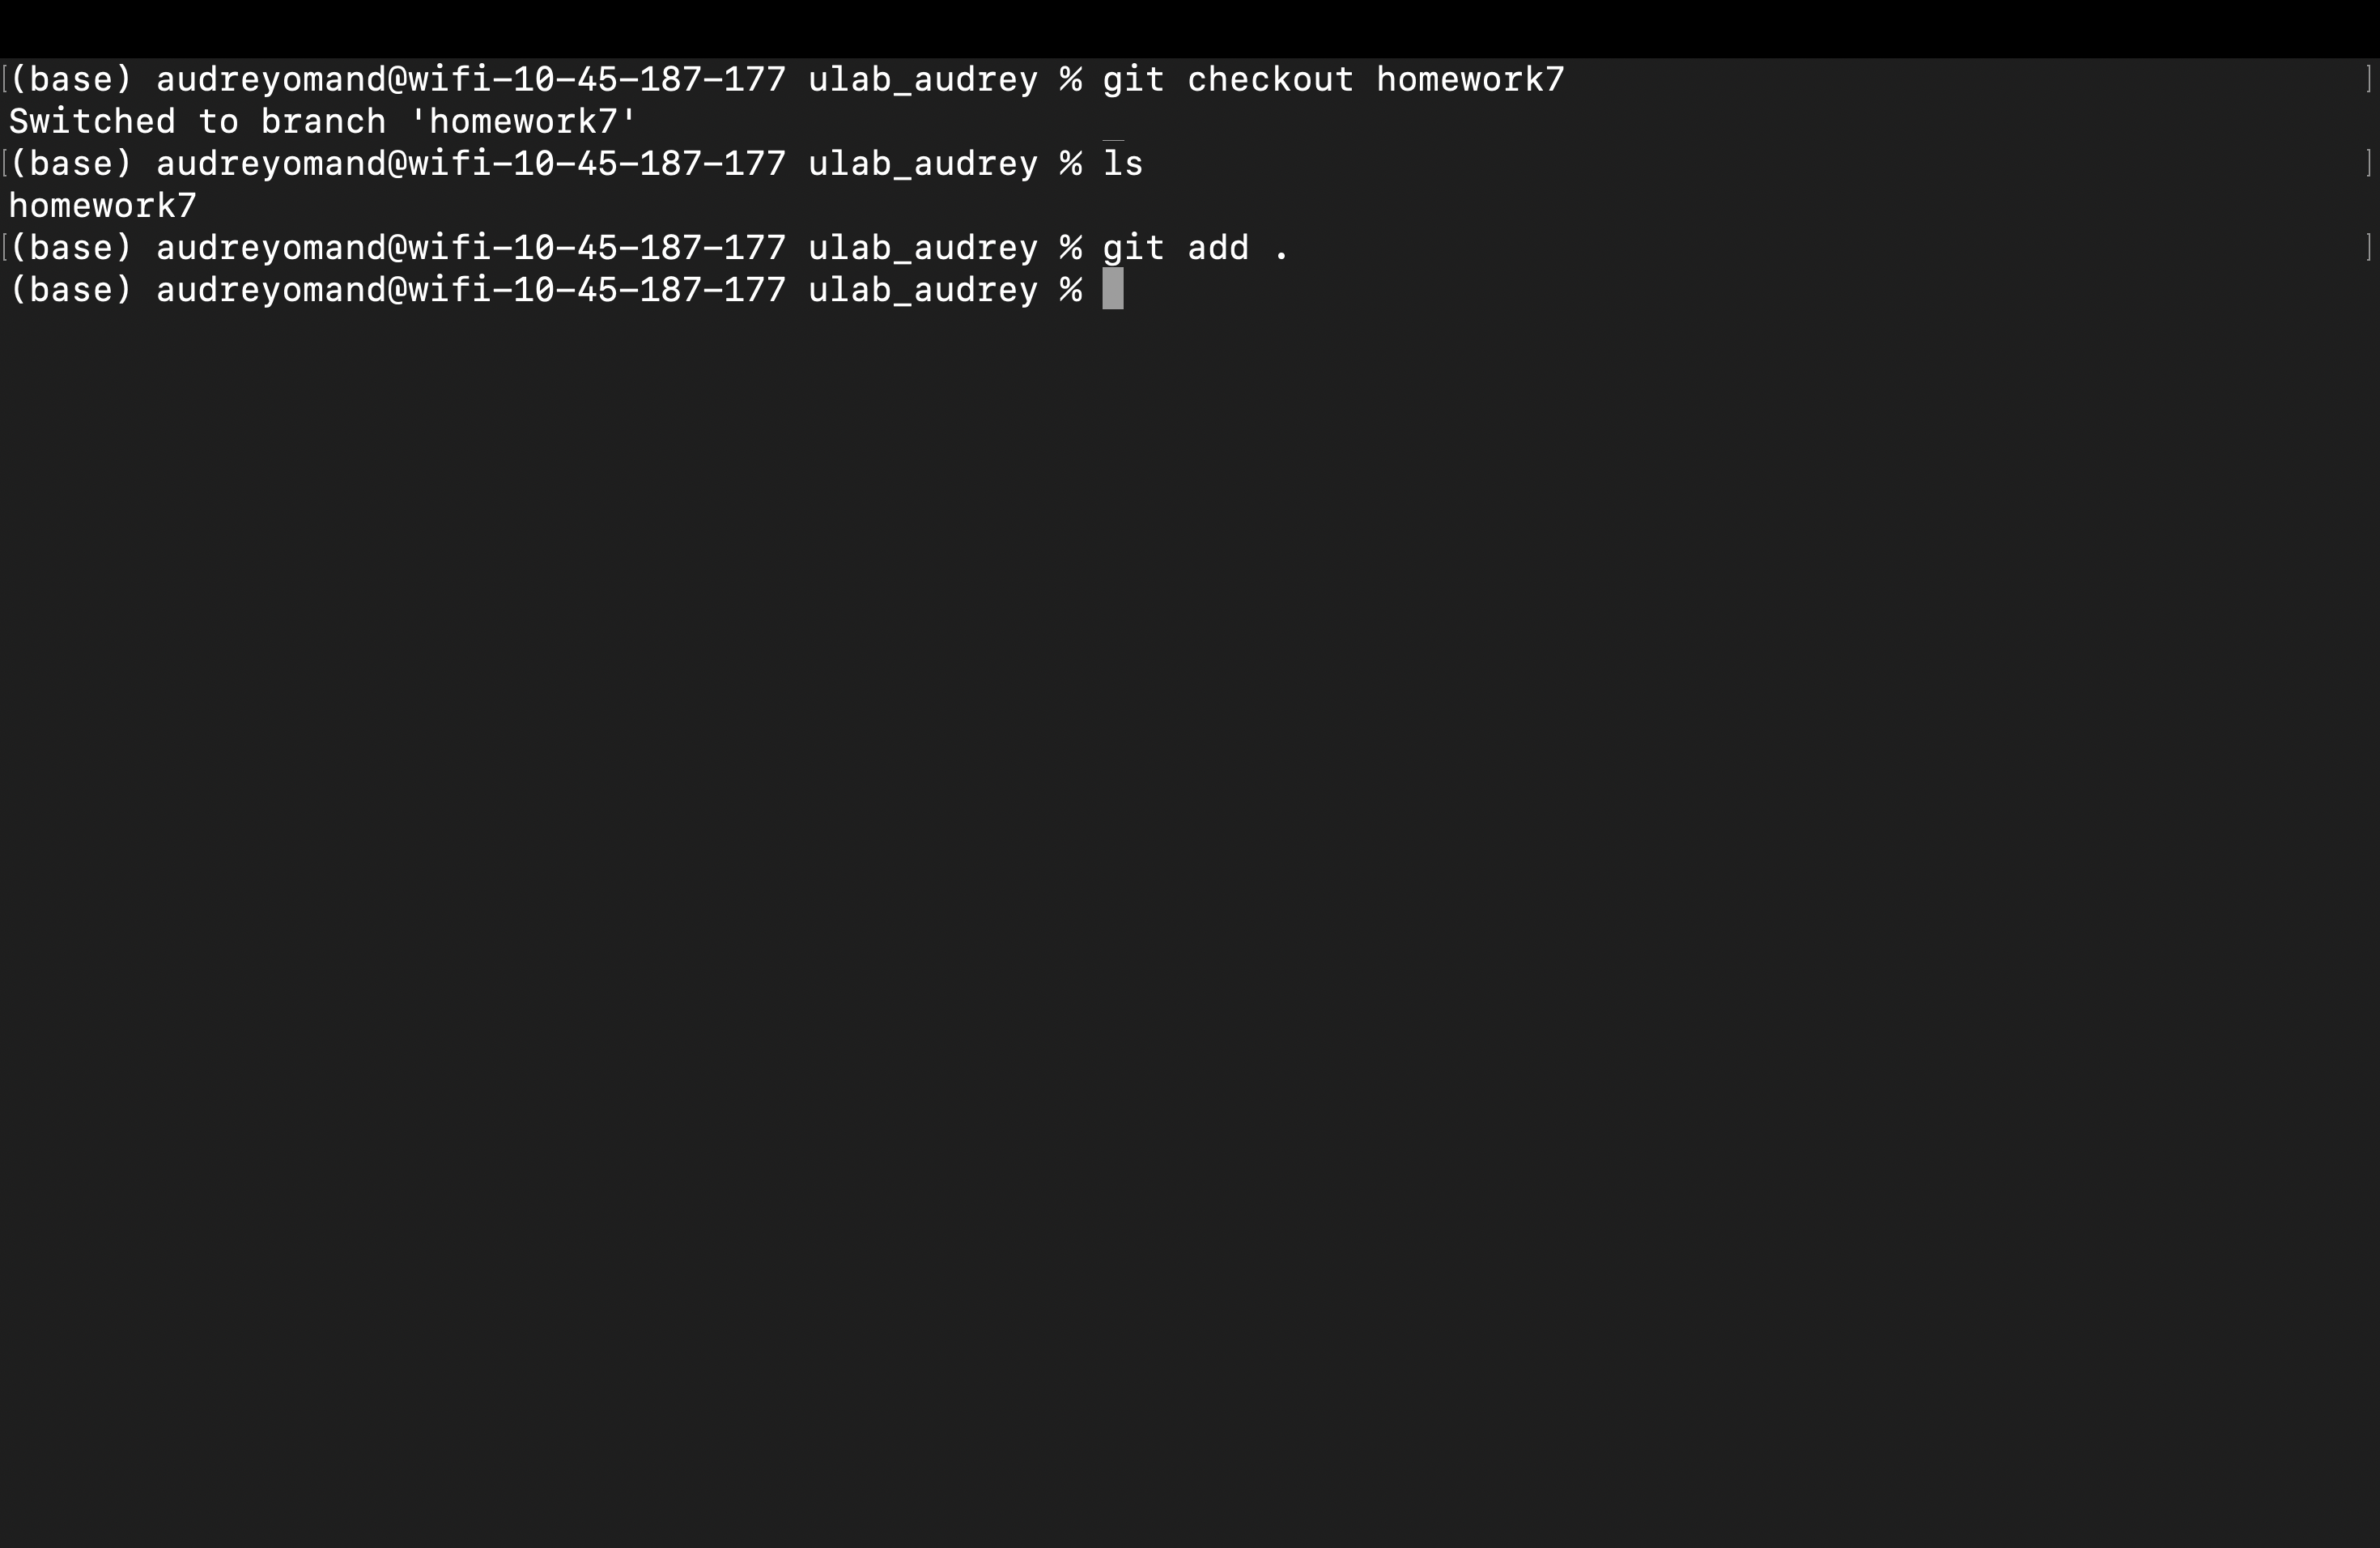 [(base) audreyomand@wifi-10-45-187-177 ulab_audrey % git checkout homework7 ]
Switched to branch 'homework7'
[(base) audreyomand@wifi-10-45-187-177 ulab_audrey % ls ]
homework7
[(base) audreyomand@wifi-10-45-187-177 ulab_audrey % git add . ]
(base) audreyomand@wifi-10-45-187-177 ulab_audrey %